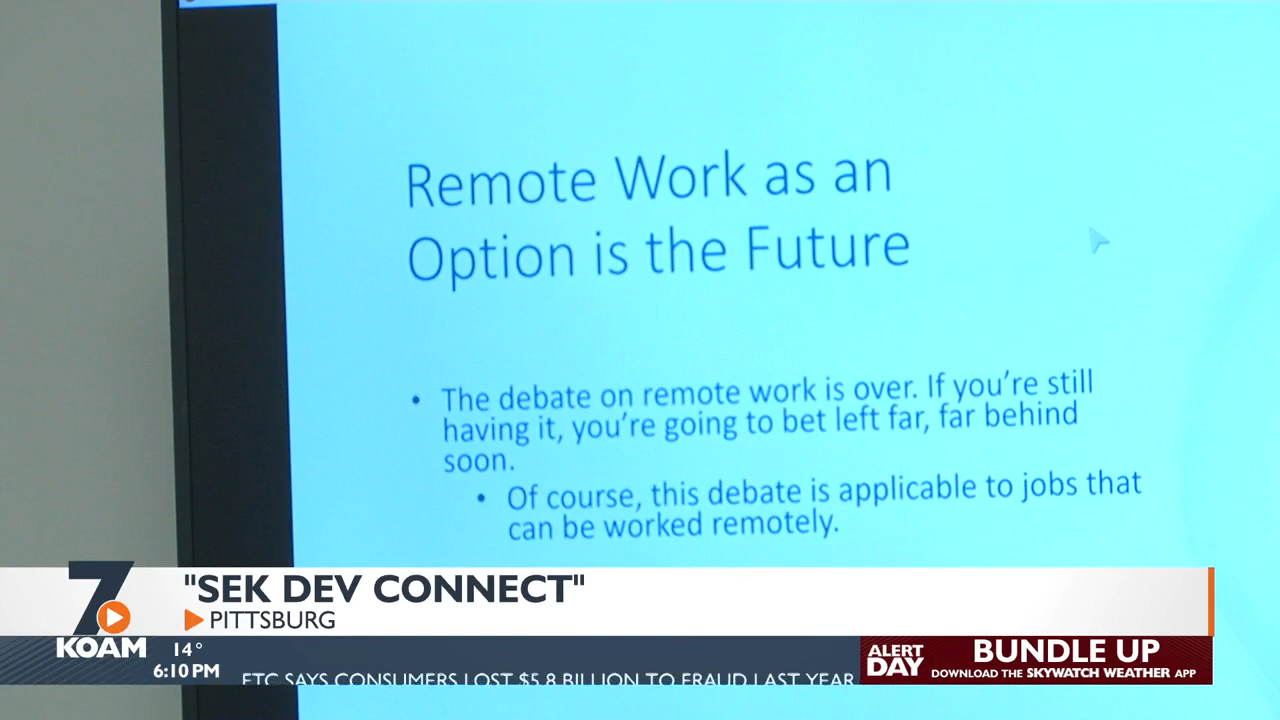 Remote Work as an
Option is the Future
• The debate on remote work is over. If you're still
having it, you're going to bet left far, far behind
soon.
• Of course, this debate is applicable to jobs that
can be worked remotely.
"SEK DEV CONNECT"
PITTSBURG
7
KOAM
14°
6:10 PM
FTC SAYS CONSUMERS LOST $5.8 BILLION TO FRAUD LAST YEAR
ALERT
DAY
BUNDLE UP
DOWNLOAD THE SKYWATCH WEATHER APP